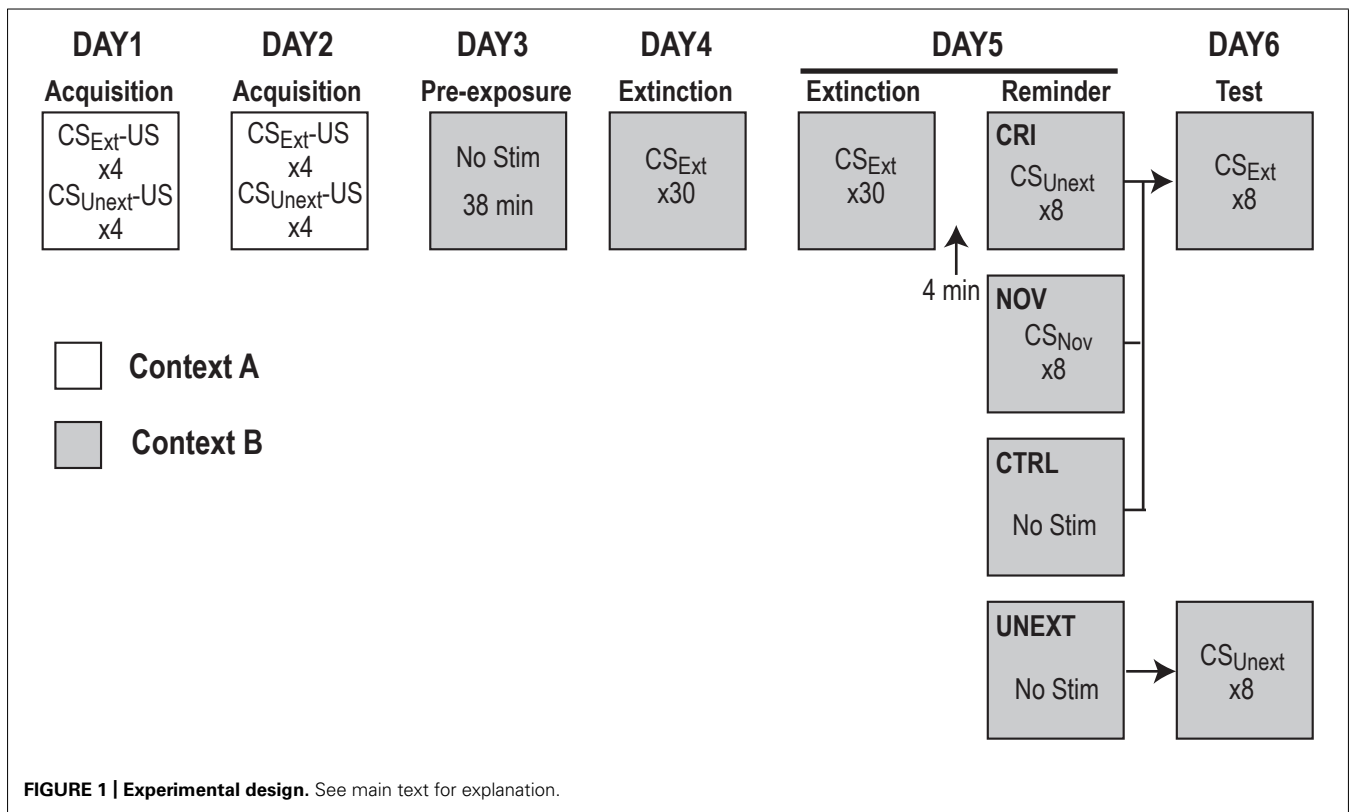 DAY1 DAY2 DAY3 DAY4 DAY5 DAY6
Acquisition Acquisition Pre-exposure Extinction Extinction Reminder Test
CSExt-US
x4
CSUnext-US
x4
CSExt-US
x4
CSUnext-US
x4
No Stim
38 min
CSExt
x30
CSExt
x30
4 min
CRI
CSUnext
x8
CSExt
x8
NOV
CSNov
x8
CTRL
No Stim
UNEXT
No Stim
CSUnext
x8
Context A
Context B
FIGURE 1 | Experimental design. See main text for explanation.